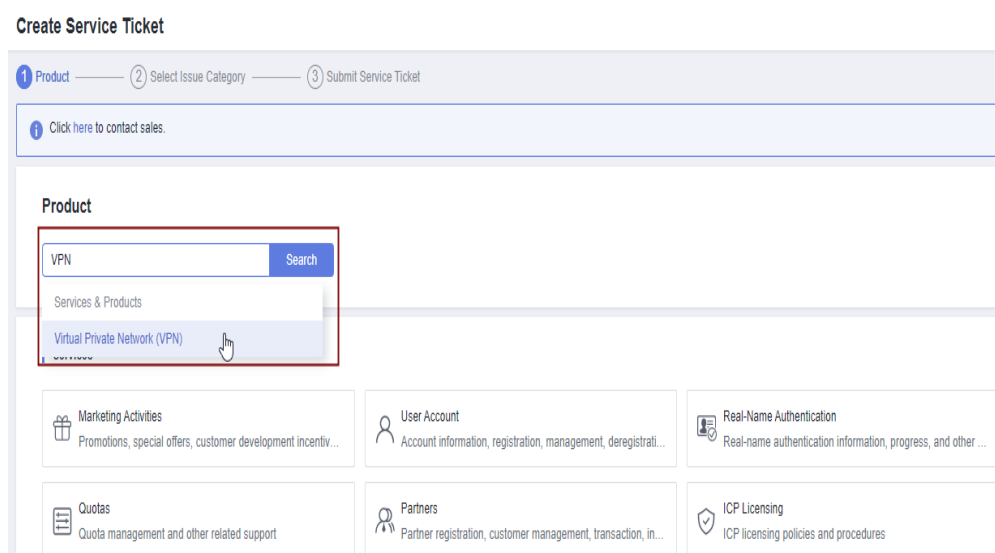 Create Service Ticket
1 Product 2 Select Issue Category 3 Submit Service Ticket
Click here to contact sales.
Product
VPN Search
Services & Products
Virtual Private Network (VPN)
Marketing Activities
Promotions, special offers, customer development incentiv...
User Account
Account information, registration, management, deregistrati...
Real-Name Authentication
Real-name authentication information, progress, and other ...
Quotas
Quota management and other related support
Partners
Partner registration, customer management, transaction, in...
ICP Licensing
ICP licensing policies and procedures